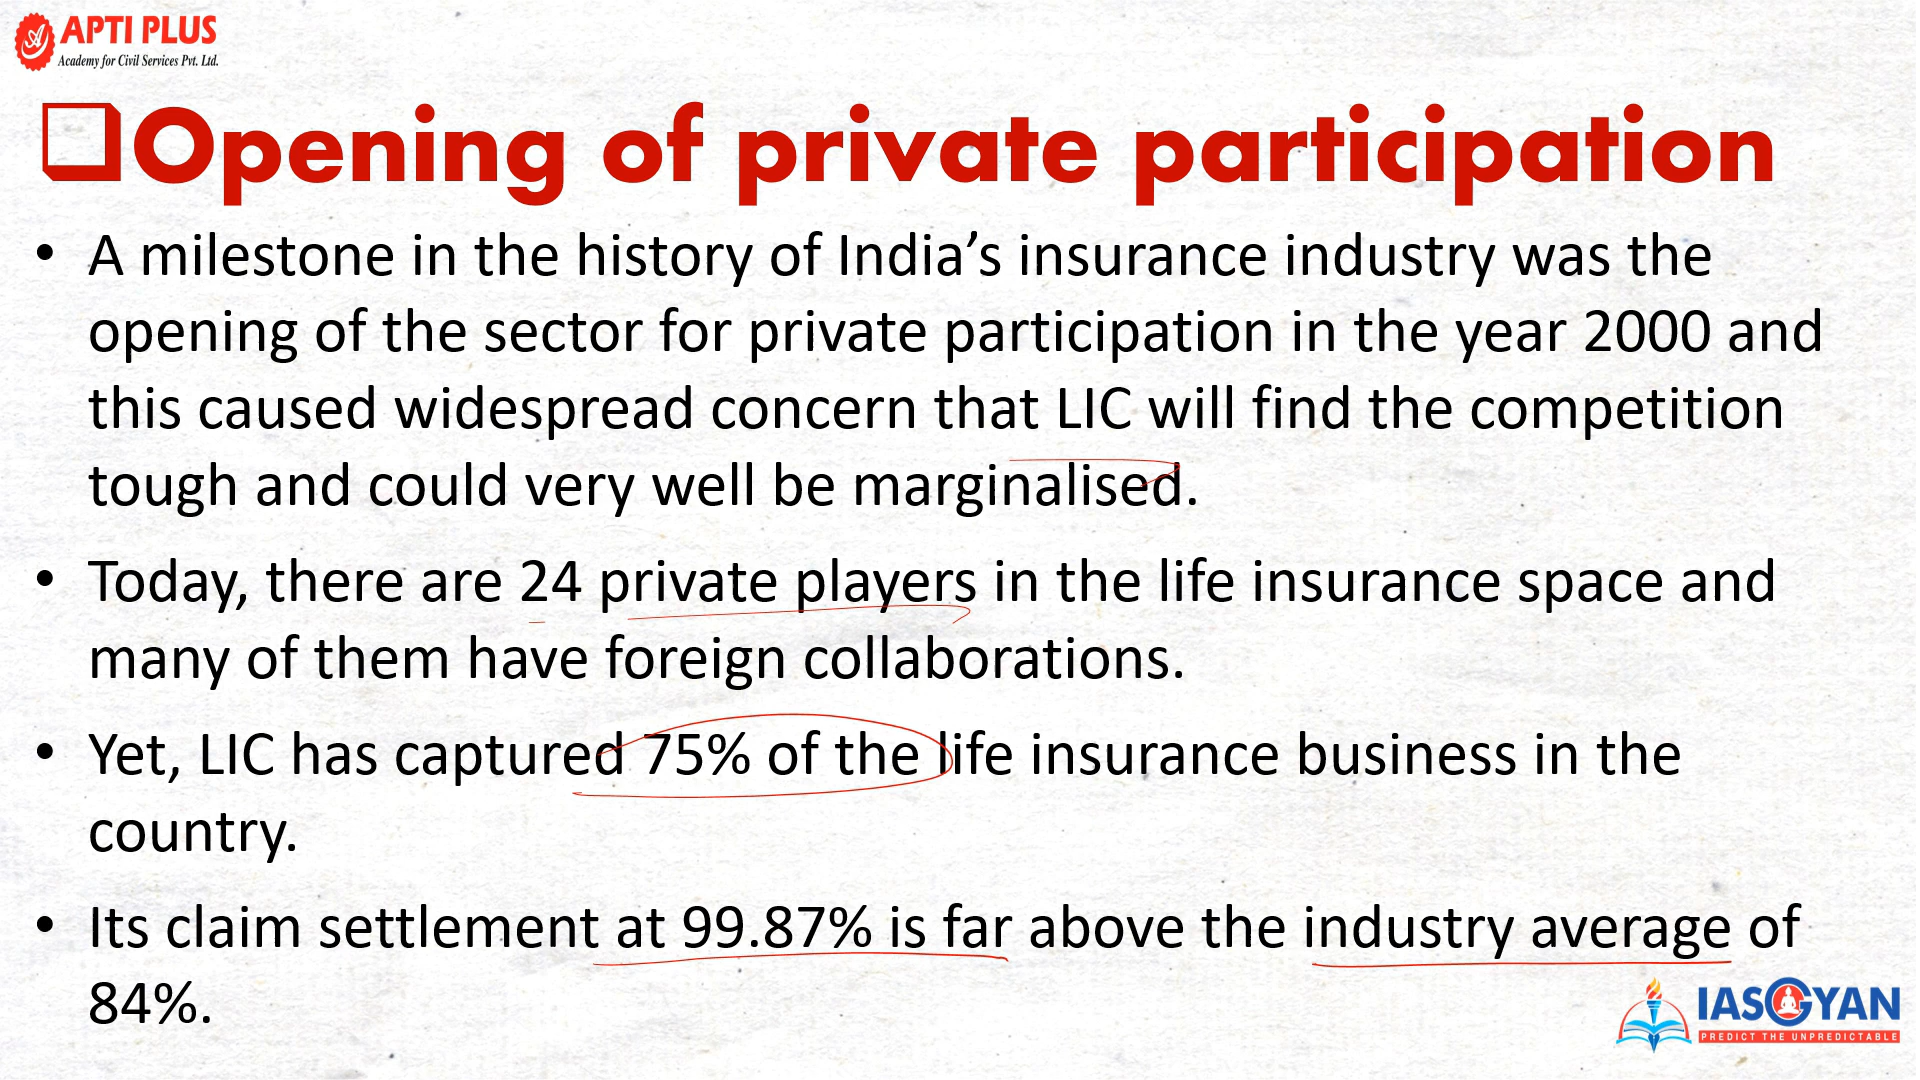 APTI PLUS
Academy for Civil Services Pvt. Ltd.
Opening of private participation
• A milestone in the history of India’s insurance industry was the
opening of the sector for private participation in the year 2000 and
this caused widespread concern that LIC will find the competition
tough and could very well be marginalised.
• Today, there are 24 private players in the life insurance space and
many of them have foreign collaborations.
• Yet, LIC has captured 75% of the life insurance business in the
country.
• Its claim settlement at 99.87% is far above the industry average of
84%.
IASGYAN
PREDICT THE UNPREDICTABLE